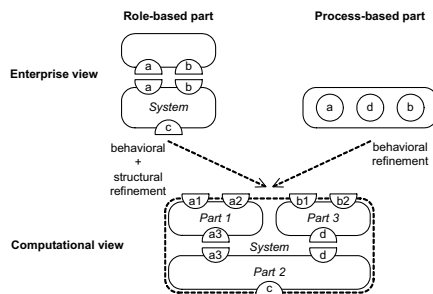 Role-based part
Process-based part
a b
Enterprise view
a b
System
c
a d b
behavioral
+
structural
refinement
behavioral
refinement
a1 a2 b1 b2
Part 1 Part 3
a3 d
Computational view
System
a3 d
Part 2
c